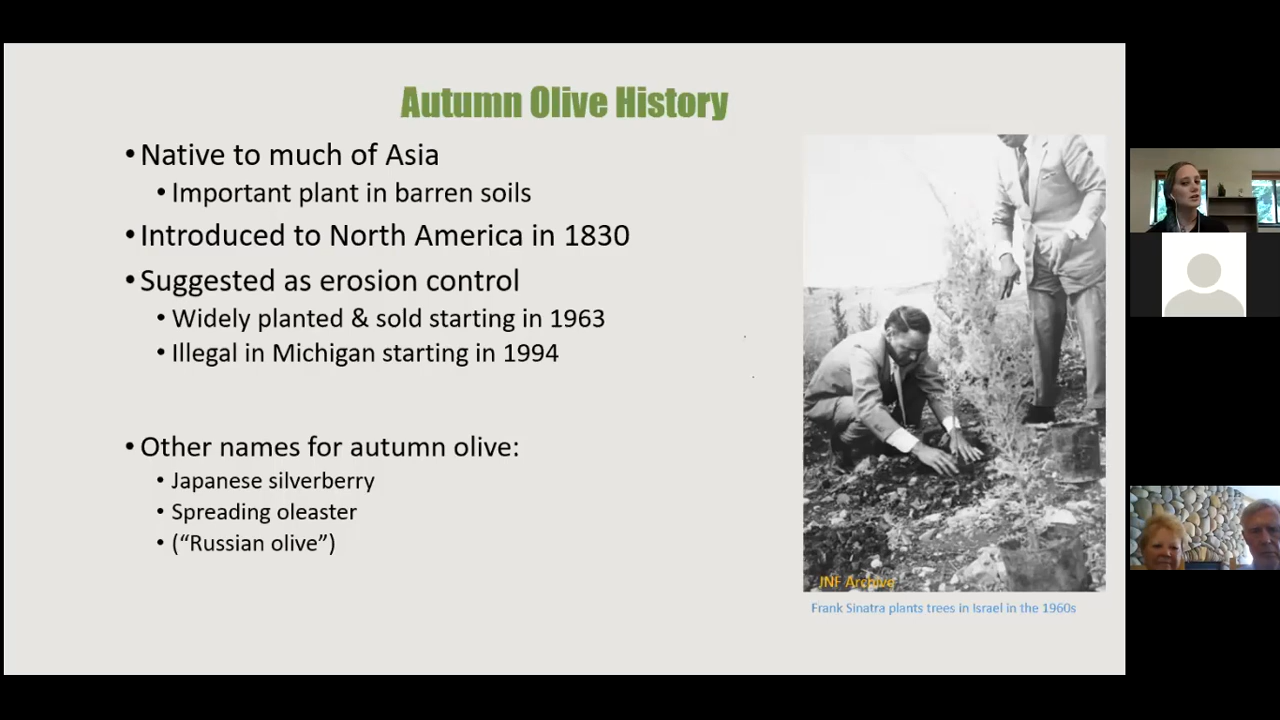 Autumn Olive History
• Native to much of Asia
• Important plant in barren soils
• Introduced to North America in 1830
• Suggested as erosion control
• Widely planted & sold starting in 1963
• Illegal in Michigan starting in 1994
• Other names for autumn olive:
• Japanese silverberry
• Spreading oleaster
• (“Russian olive”)
JNF Archive
Frank Sinatra plants trees in Israel in the 1960s